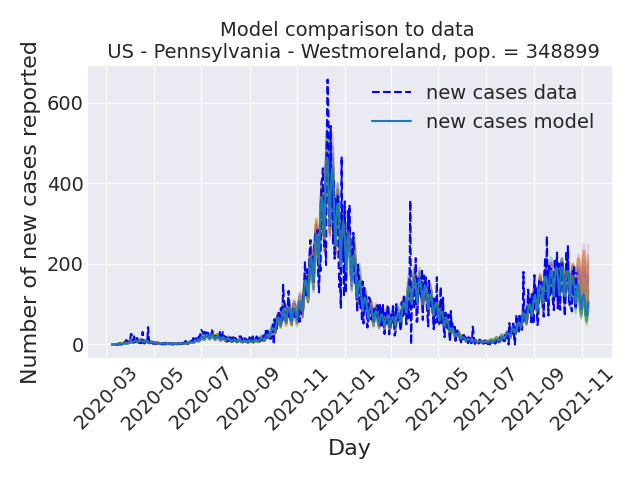 Model comparison to data
US - Pennsylvania - Westmoreland, pop. = 348899
Number of new cases reported
600
400
200
0
new cases data
new cases model
2020-03
2020-05
2020-07
2020-09
2020-11
2021-01
2021-03
2021-05
2021-07
2021-09
2021-11
Day